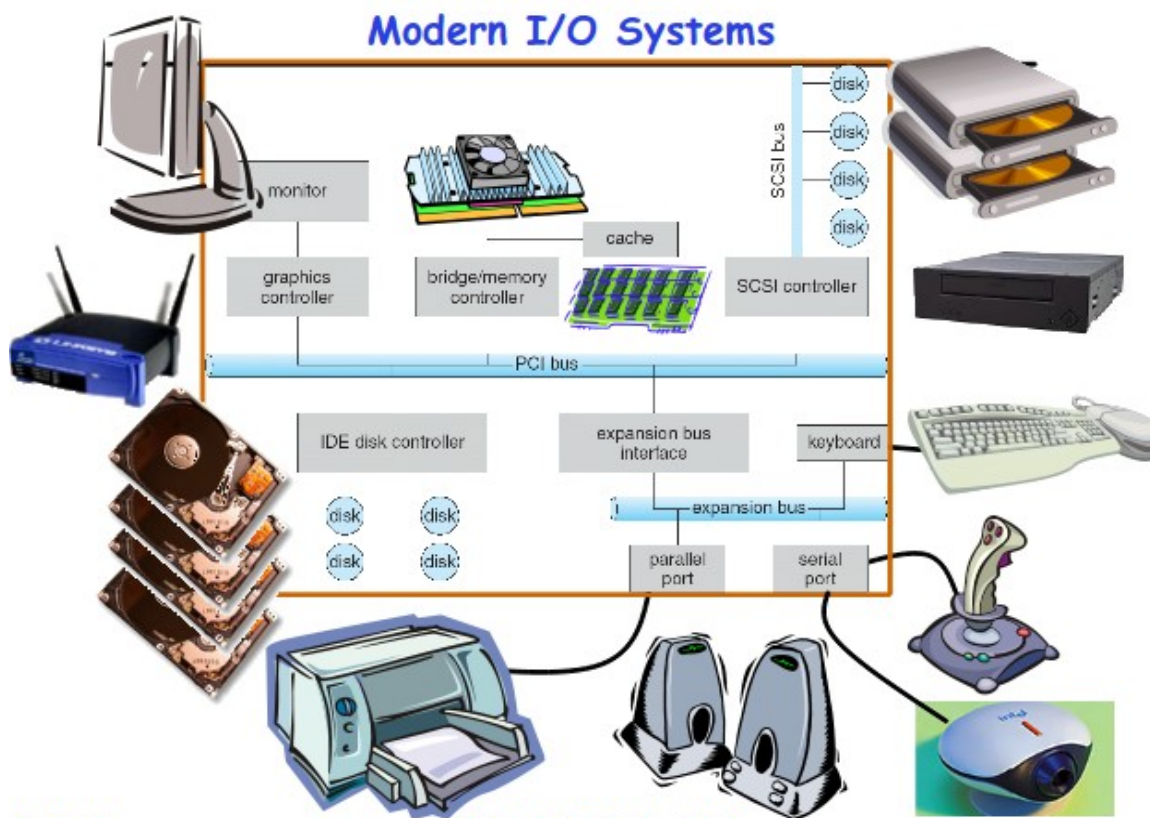 Modern I/O Systems
disk
disk
disk
disk
SCSI bus
monitor
cache
graphics
controller
bridge/memory
controller
SCSI controller
PCI bus
IDE disk controller
expansion bus
interface
keyboard
disk
disk
disk
disk
expansion bus
parallel
port
serial
port
intel